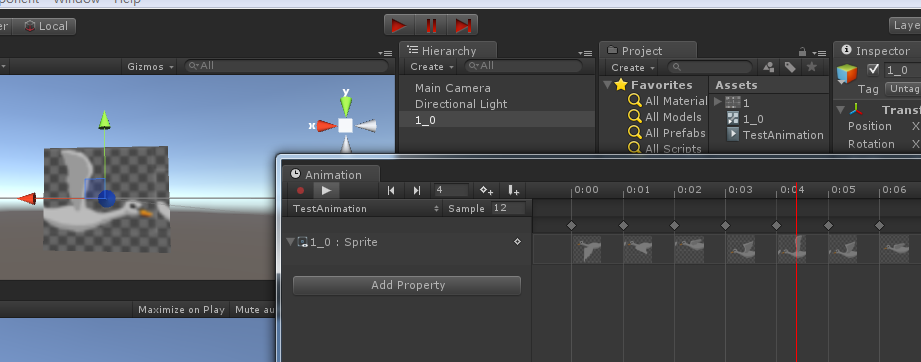 Window Help
Local
Laye
Gizmos
All
Hierarchy
Create
All
Main Camera
Directional Light
1_0
Project
Create
Favorites
All Material
All Models
All Prefabs
All Scripts
Assets
1
1_0
TestAnimation
Inspector
1_0
Tag Untag
Transf
Position X
Rotation X
y
x
Animation
4
0:00 0:01 0:02 0:03 0:04 0:05 0:06
TestAnimation Sample 12
1_0 : Sprite
Add Property
Maximize on Play Mute au